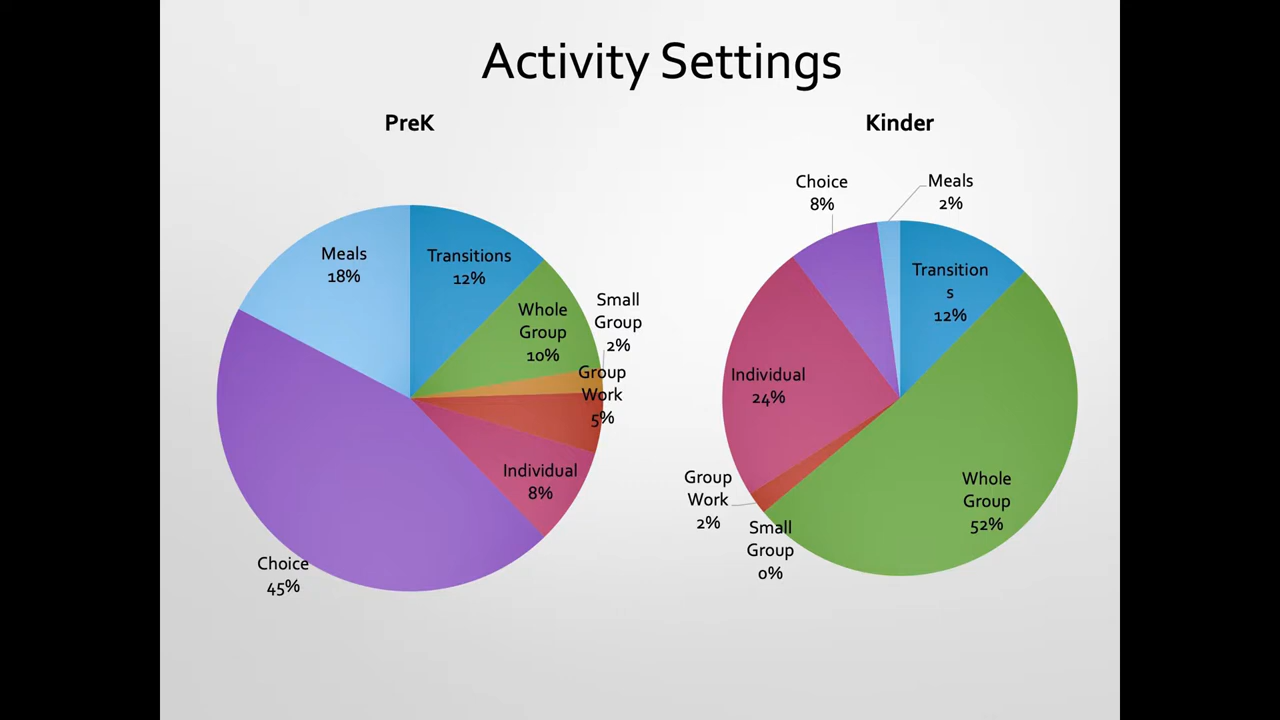 Activity Settings
PreK
Meals
18%
Transitions
12%
Whole
Group
10%
Small
Group
2%
Group
Work
5%
Individual
8%
Choice
45%
Kinder
Choice
8%
Meals
2%
Transition
s
12%
Individual
24%
Group
Work
2%
Small
Group
0%
Whole
Group
52%